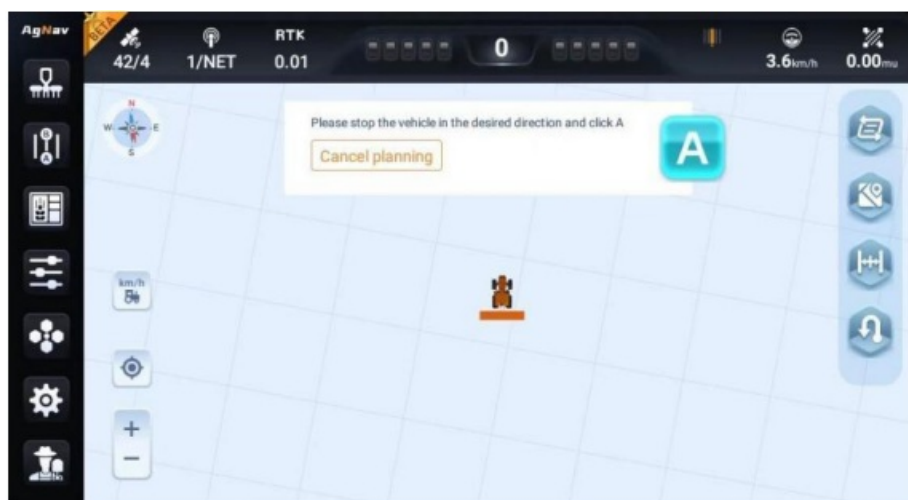 AgNav
BETA
42/4
1/NET
RTK
0.01
0
3.6km/h
0.00mu
N
W
E
S
Please stop the vehicle in the desired direction and click A
Cancel planning
A
B
A
km/h
+
−